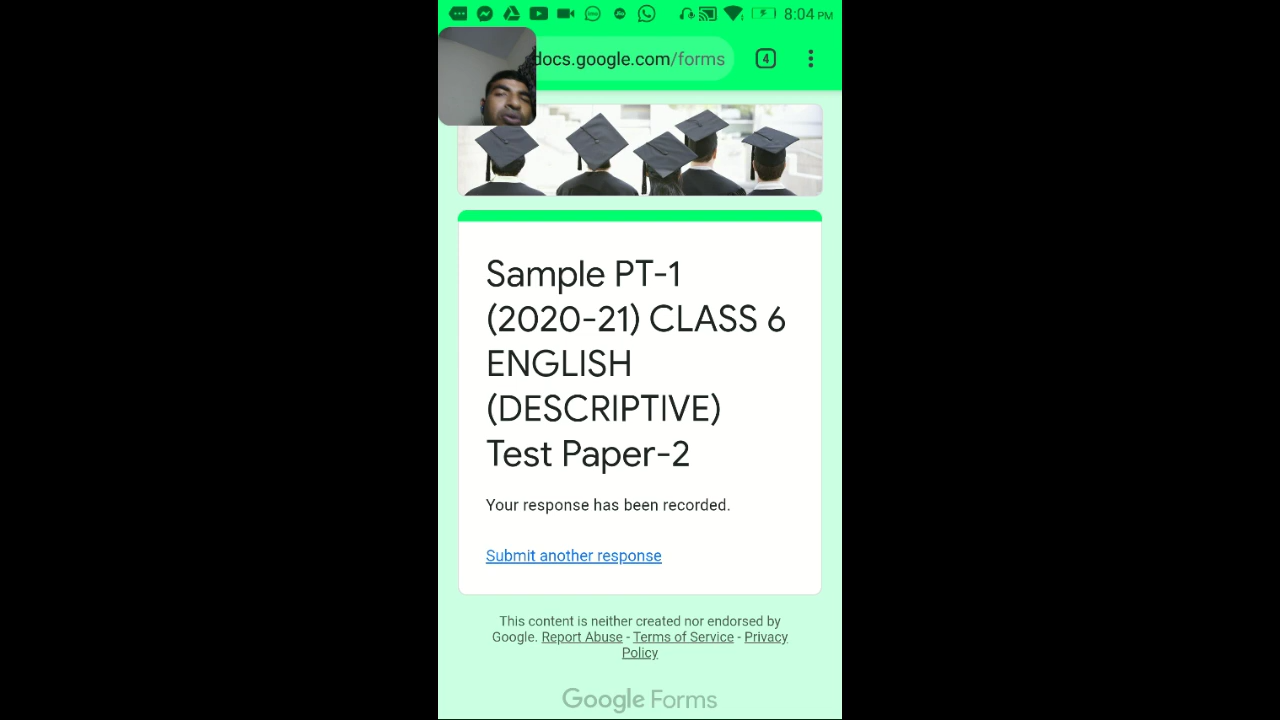 8:04 PM
docs.google.com/forms
4
Sample PT-1
(2020-21) CLASS 6
ENGLISH
(DESCRIPTIVE)
Test Paper-2
Your response has been recorded.
Submit another response
This content is neither created nor endorsed by
Google. Report Abuse - Terms of Service - Privacy
Policy
Google Forms